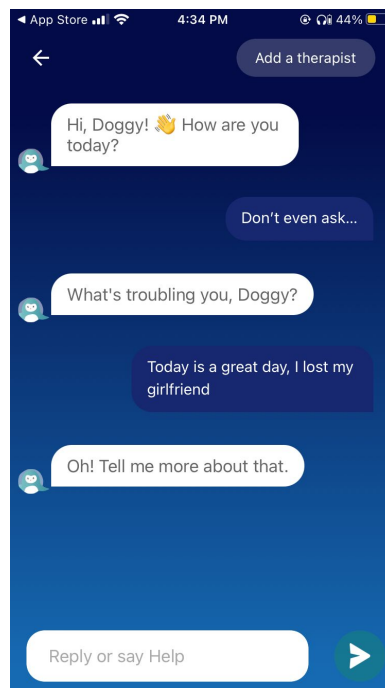 App Store
4:34 PM
44%
Add a therapist
Hi, Doggy! 👋 How are you
today?
Don't even ask...
What's troubling you, Doggy?
Today is a great day, I lost my
girlfriend
Oh! Tell me more about that.
Reply or say Help